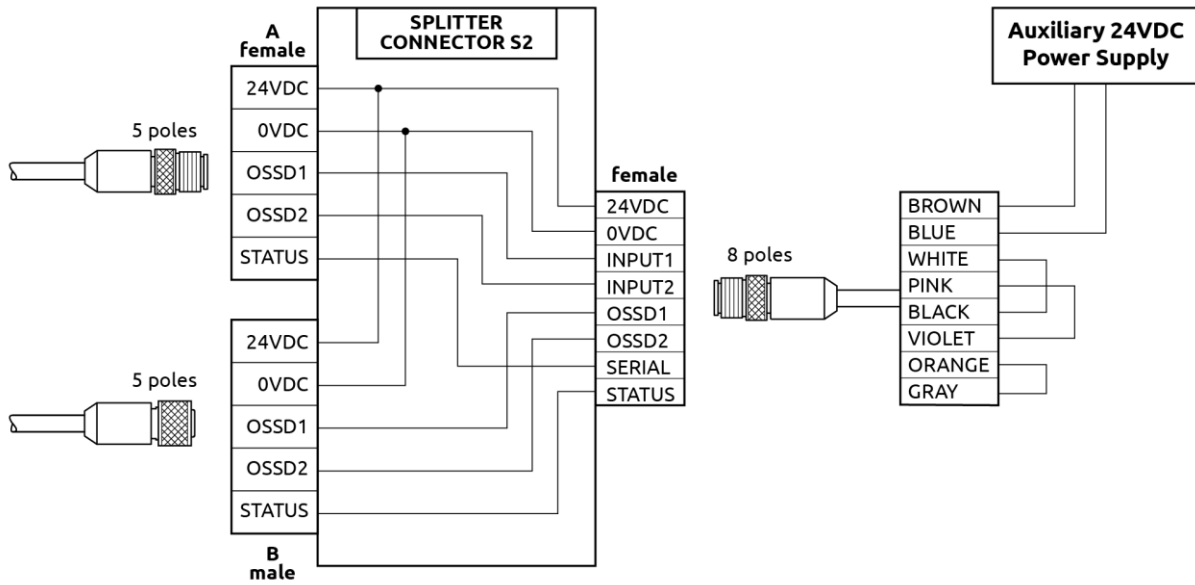 SPLITTER
CONNECTOR S2
Auxiliary 24VDC
Power Supply
A
female
24VDC
0VDC
OSSD1
OSSD2
STATUS
5 poles
24VDC
0VDC
OSSD1
OSSD2
STATUS
5 poles
B
male
female
24VDC
0VDC
INPUT1
INPUT2
OSSD1
OSSD2
SERIAL
STATUS
8 poles
BROWN
BLUE
WHITE
PINK
BLACK
VIOLET
ORANGE
GRAY